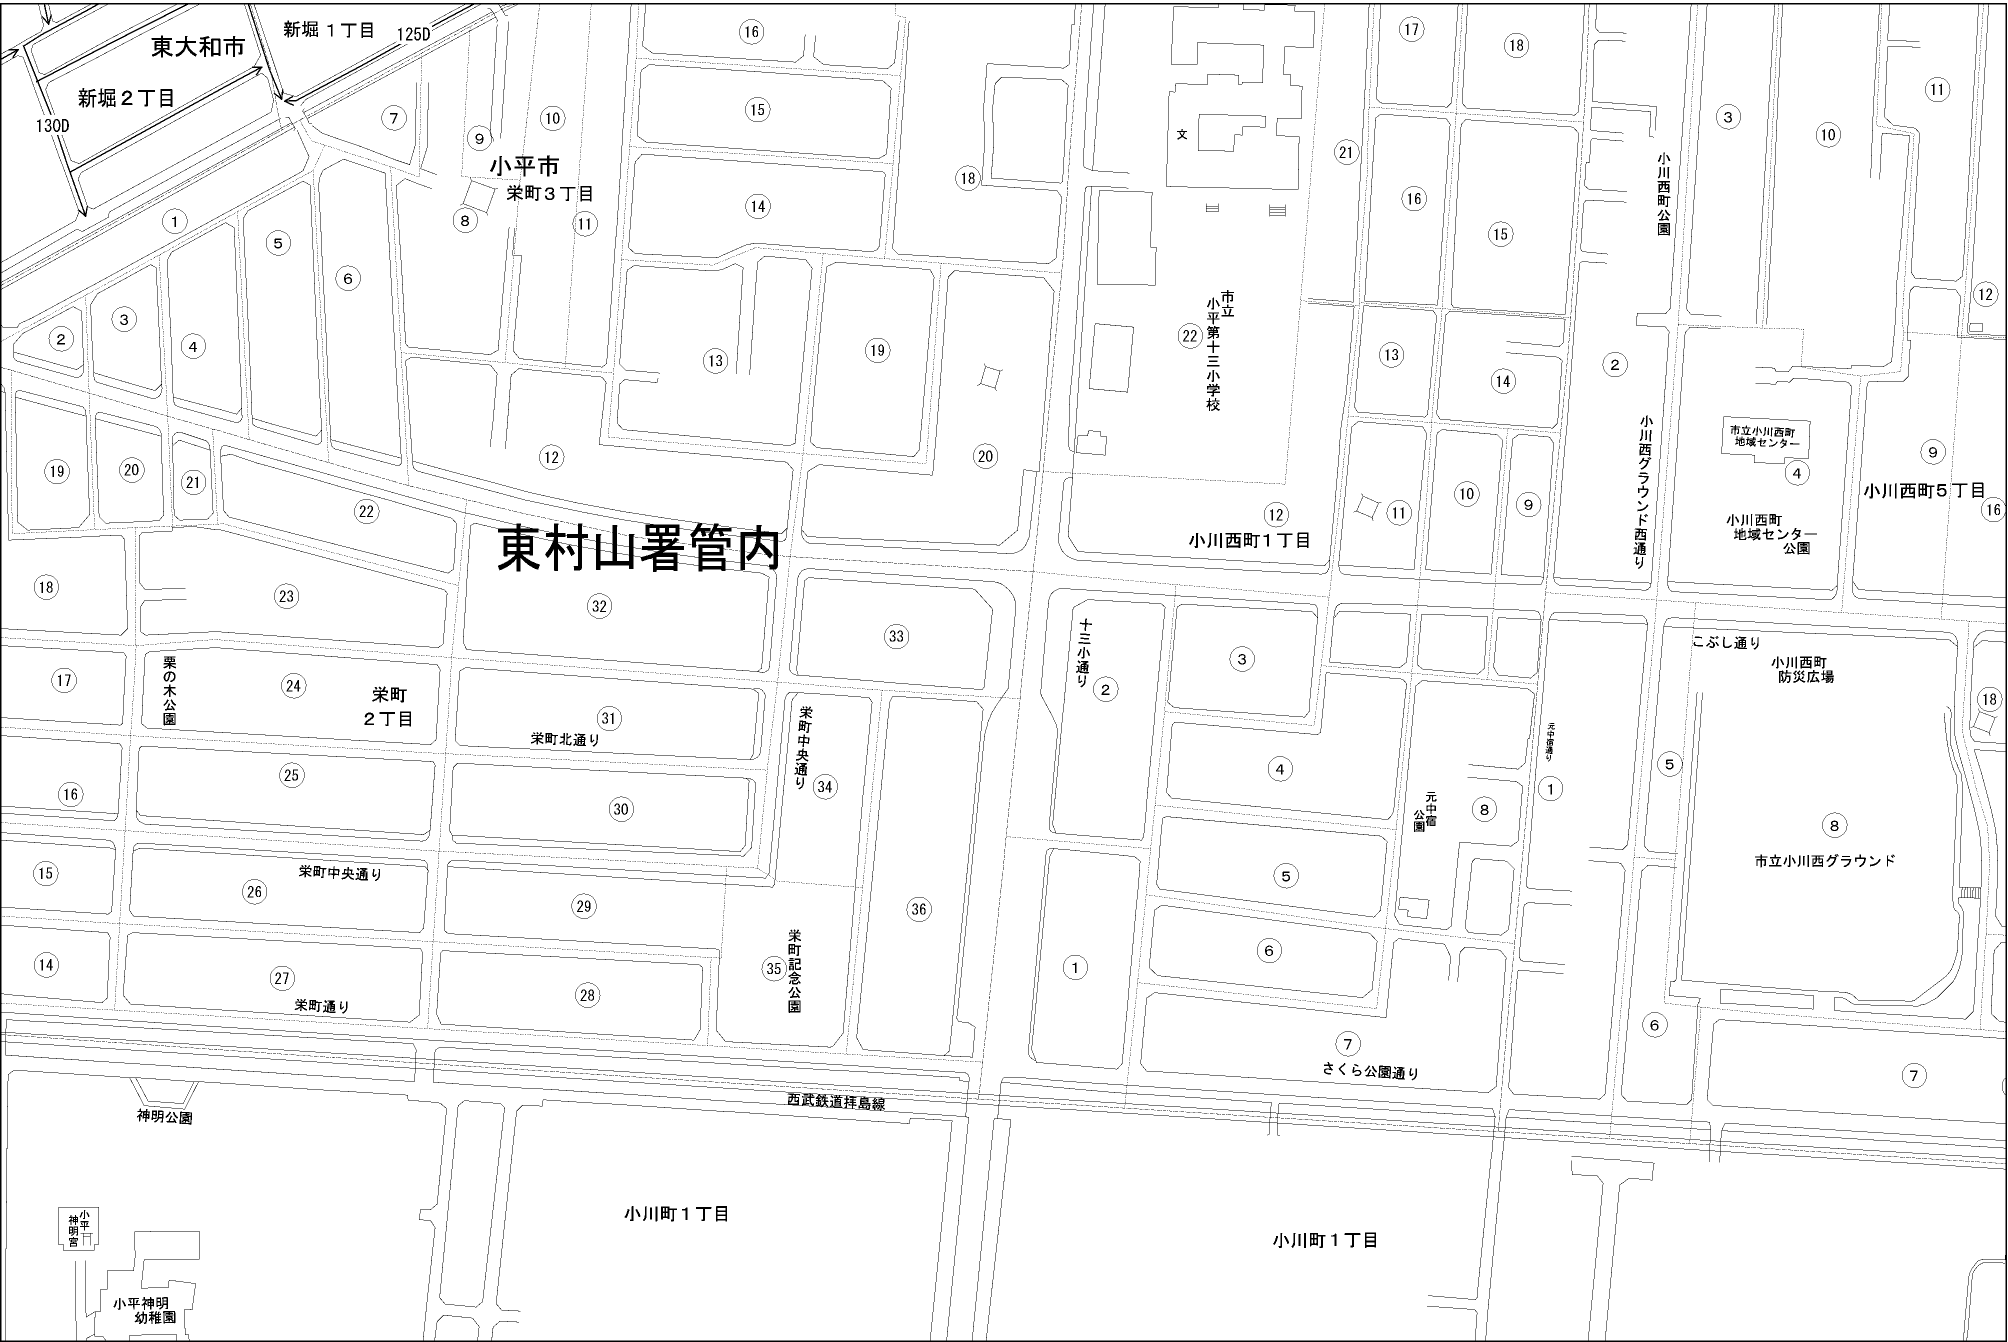 新堀１丁目
125D
東大和市
新堀２丁目
130D
小平市
栄町３丁目
7
9
10
8
11
1
5
6
2
3
4
16
15
14
18
13
19
12
20
文
市立
小平第十三小学校
22
21
17
18
16
15
13
14
12
11
10
9
小川西町１丁目
小川西町公園
3
10
11
12
2
小川西グラウンド西通り
市立小川西町
地域センター
4
9
小川西町５丁目
16
小川西町
地域センター
公園
東村山署管内
19
20
21
22
18
23
32
33
17
栗の木公園
24
栄町
２丁目
31
栄町北通り
栄町中央通り
34
16
25
30
15
栄町中央通り
26
29
36
14
27
栄町通り
28
35
栄町記念公園
十三小通り
2
3
4
5
6
1
7
さくら公園通り
元中宿
公園
8
元中宿通り
1
5
こぶし通り
小川西町
防災広場
18
8
市立小川西グラウンド
6
7
神明公園
西武鉄道拝島線
小平
神明宮
小平神明
幼稚園
小川町１丁目
小川町１丁目